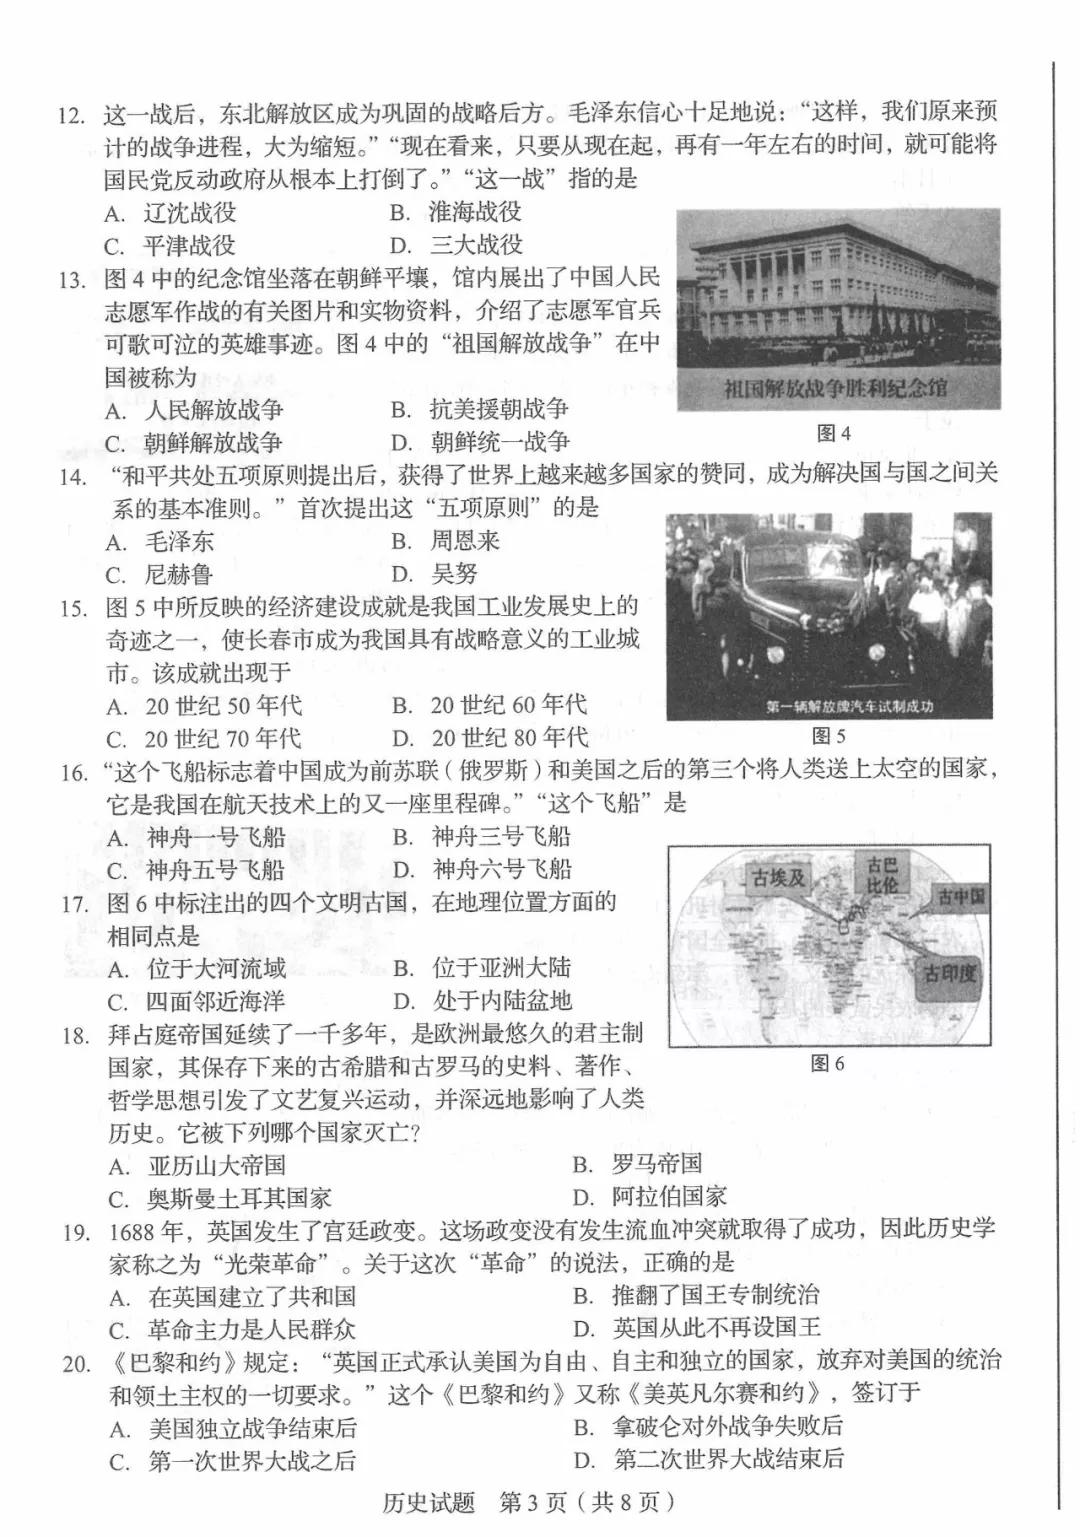 12. 这一战后，东北解放区成为巩固的战略后方。毛泽东信心十足地说：“这样，我们原来预
计的战争进程，大为缩短。”“现在看来，只要从现在起，再有一年左右的时间，就可能将
国民党反动政府从根本上打倒了。”“这一战”指的是
A. 辽沈战役 B. 淮海战役
C. 平津战役 D. 三大战役
13. 图 4 中的纪念馆坐落在朝鲜平壤，馆内展出了中国人民
志愿军作战的有关图片和实物资料，介绍了志愿军官兵
可歌可泣的英雄事迹。图 4 中的“祖国解放战争”在中
国被称为
A. 人民解放战争 B. 抗美援朝战争
C. 朝鲜解放战争 D. 朝鲜统一战争
祖国解放战争胜利纪念馆
图 4
14. “和平共处五项原则提出后，获得了世界上越来越多国家的赞同，成为解决国与国之间关
系的基本准则。”首次提出这“五项原则”的是
A. 毛泽东 B. 周恩来
C. 尼赫鲁 D. 吴努
15. 图 5 中所反映的经济建设成就是我国工业发展史上的
奇迹之一，使长春市成为我国具有战略意义的工业城
市。该成就出现于
A. 20 世纪 50 年代 B. 20 世纪 60 年代
C. 20 世纪 70 年代 D. 20 世纪 80 年代
第一辆解放牌汽车试制成功
图 5
16. “这个飞船标志着中国成为前苏联（俄罗斯）和美国之后的第三个将人类送上太空的国家，
它是我国在航天技术上的又一座里程碑。”“这个飞船”是
A. 神舟一号飞船 B. 神舟三号飞船
C. 神舟五号飞船 D. 神舟六号飞船
17. 图 6 中标注出的四个文明古国，在地理位置方面的
相同点是
A. 位于大河流域 B. 位于亚洲大陆
C. 四面邻近海洋 D. 处于内陆盆地
古埃及
古巴
比伦
古中国
古印度
图 6
18. 拜占庭帝国延续了一千多年，是欧洲最悠久的君主制
国家，其保存下来的古希腊和古罗马的史料、著作、
哲学思想引发了文艺复兴运动，并深远地影响了人类
历史。它被下列哪个国家灭亡?
A. 亚历山大帝国 B. 罗马帝国
C. 奥斯曼土耳其国家 D. 阿拉伯国家
19. 1688 年，英国发生了宫廷政变。这场政变没有发生流血冲突就取得了成功，因此历史学
家称之为“光荣革命”。关于这次“革命”的说法，正确的是
A. 在英国建立了共和国 B. 推翻了国王专制统治
C. 革命主力是人民群众 D. 英国从此不再设国王
20. 《巴黎和约》规定：“英国正式承认美国为自由、自主和独立的国家，放弃对美国的统治
和领土主权的一切要求。”这个《巴黎和约》又称《美英凡尔赛和约》，签订于
A. 美国独立战争结束后 B. 拿破仑对外战争失败后
C. 第一次世界大战之后 D. 第二次世界大战结束后
历史试题 第 3 页（共 8 页）